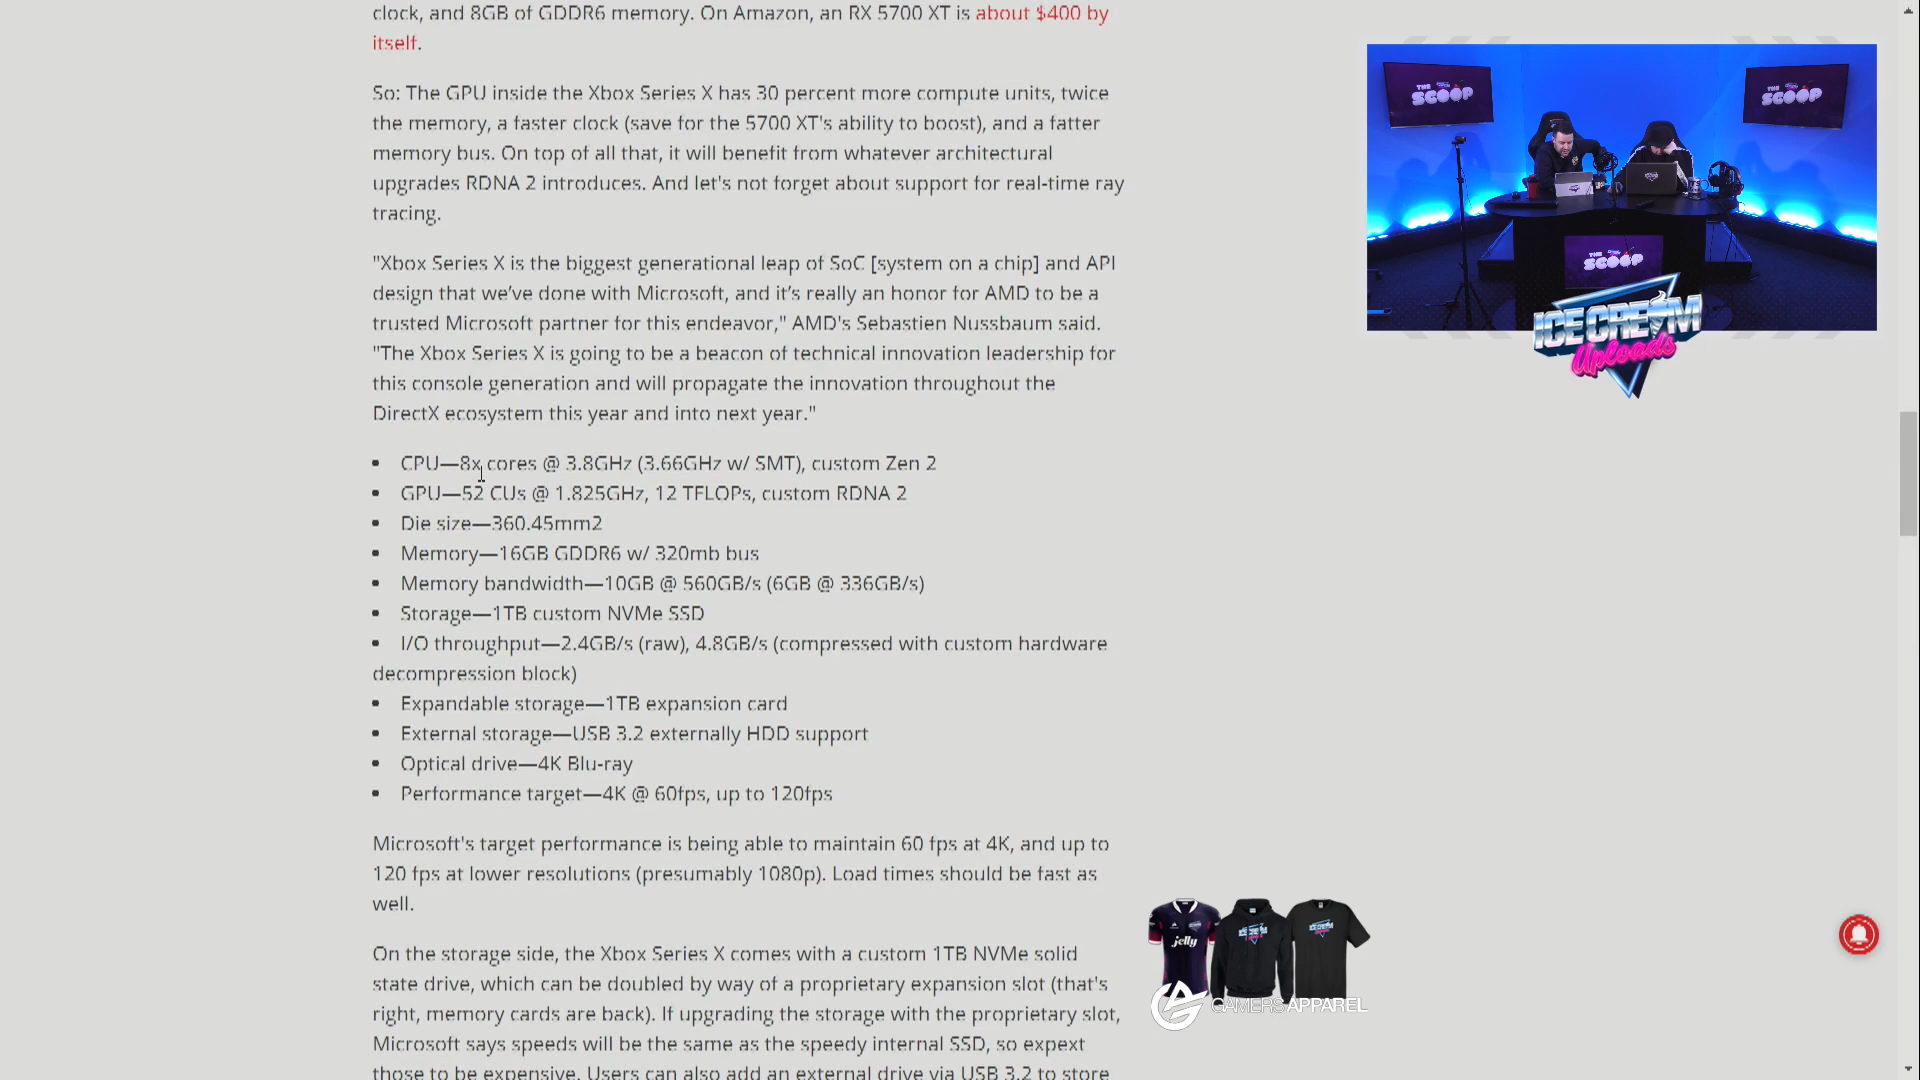 clock, and 8GB of GDDR6 memory. On Amazon, an RX 5700 XT is about $400 by
itself.
So: The GPU inside the Xbox Series X has 30 percent more compute units, twice
the memory, a faster clock (save for the 5700 XT's ability to boost), and a fatter
memory bus. On top of all that, it will benefit from whatever architectural
upgrades RDNA 2 introduces. And let's not forget about support for real-time ray
tracing.
"Xbox Series X is the biggest generational leap of SoC [system on a chip] and API
design that we've done with Microsoft, and it's really an honor for AMD to be a
trusted Microsoft partner for this endeavor," AMD's Sebastien Nussbaum said.
"The Xbox Series X is going to be a beacon of technical innovation leadership for
this console generation and will propagate the innovation throughout the
DirectX ecosystem this year and into next year."
• CPU—8x cores @ 3.8GHz (3.66GHz w/ SMT), custom Zen 2
• GPU—52 CUs @ 1.825GHz, 12 TFLOPs, custom RDNA 2
• Die size—360.45mm2
• Memory—16GB GDDR6 w/ 320mb bus
• Memory bandwidth—10GB @ 560GB/s (6GB @ 336GB/s)
• Storage—1TB custom NVMe SSD
• I/O throughput—2.4GB/s (raw), 4.8GB/s (compressed with custom hardware
decompression block)
• Expandable storage—1TB expansion card
• External storage—USB 3.2 externally HDD support
• Optical drive—4K Blu-ray
• Performance target—4K @ 60fps, up to 120fps
Microsoft's target performance is being able to maintain 60 fps at 4K, and up to
120 fps at lower resolutions (presumably 1080p). Load times should be fast as
well.
On the storage side, the Xbox Series X comes with a custom 1TB NVMe solid
state drive, which can be doubled by way of a proprietary expansion slot (that's
right, memory cards are back). If upgrading the storage with the proprietary slot,
Microsoft says speeds will be the same as the speedy internal SSD, so expext
those to be expensive. Users can also add an external drive via USB 3.2 to store
THE SCOOP
THE SCOOP
THE SCOOP
ICE CREAM
Uploads
jelly
ICE CREAM
GAMERS APPAREL